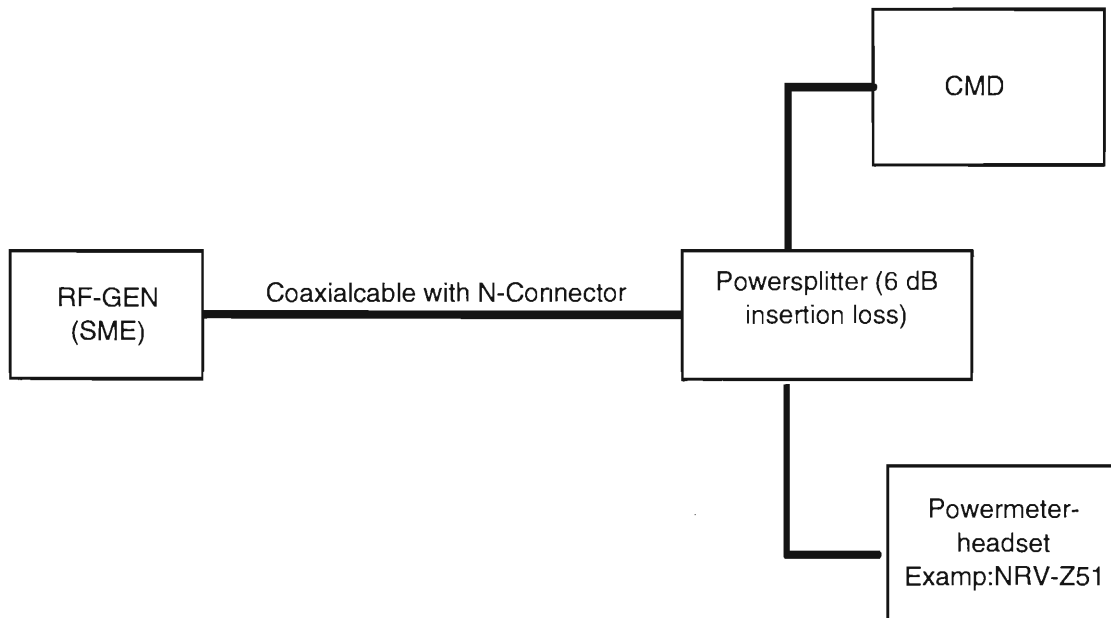 CMD
RF-GEN
(SME)
Coaxialcable with N-Connector
Powersplitter (6 dB
insertion loss)
Powermeter-
headset
Examp:NRV-Z51